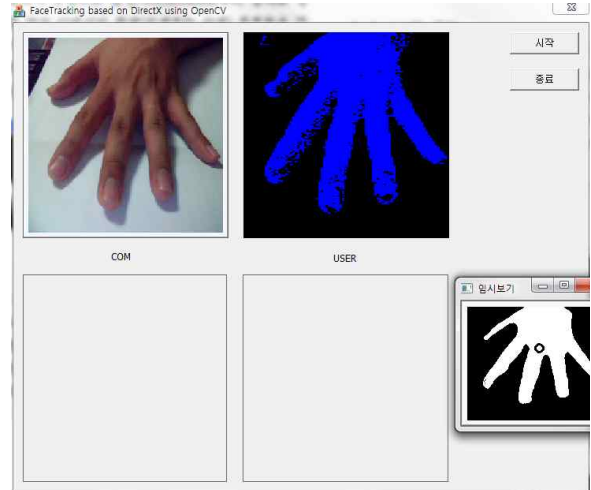 FaceTracking based on DirectX using OpenCV
시작
종료
COM
USER
임시보기